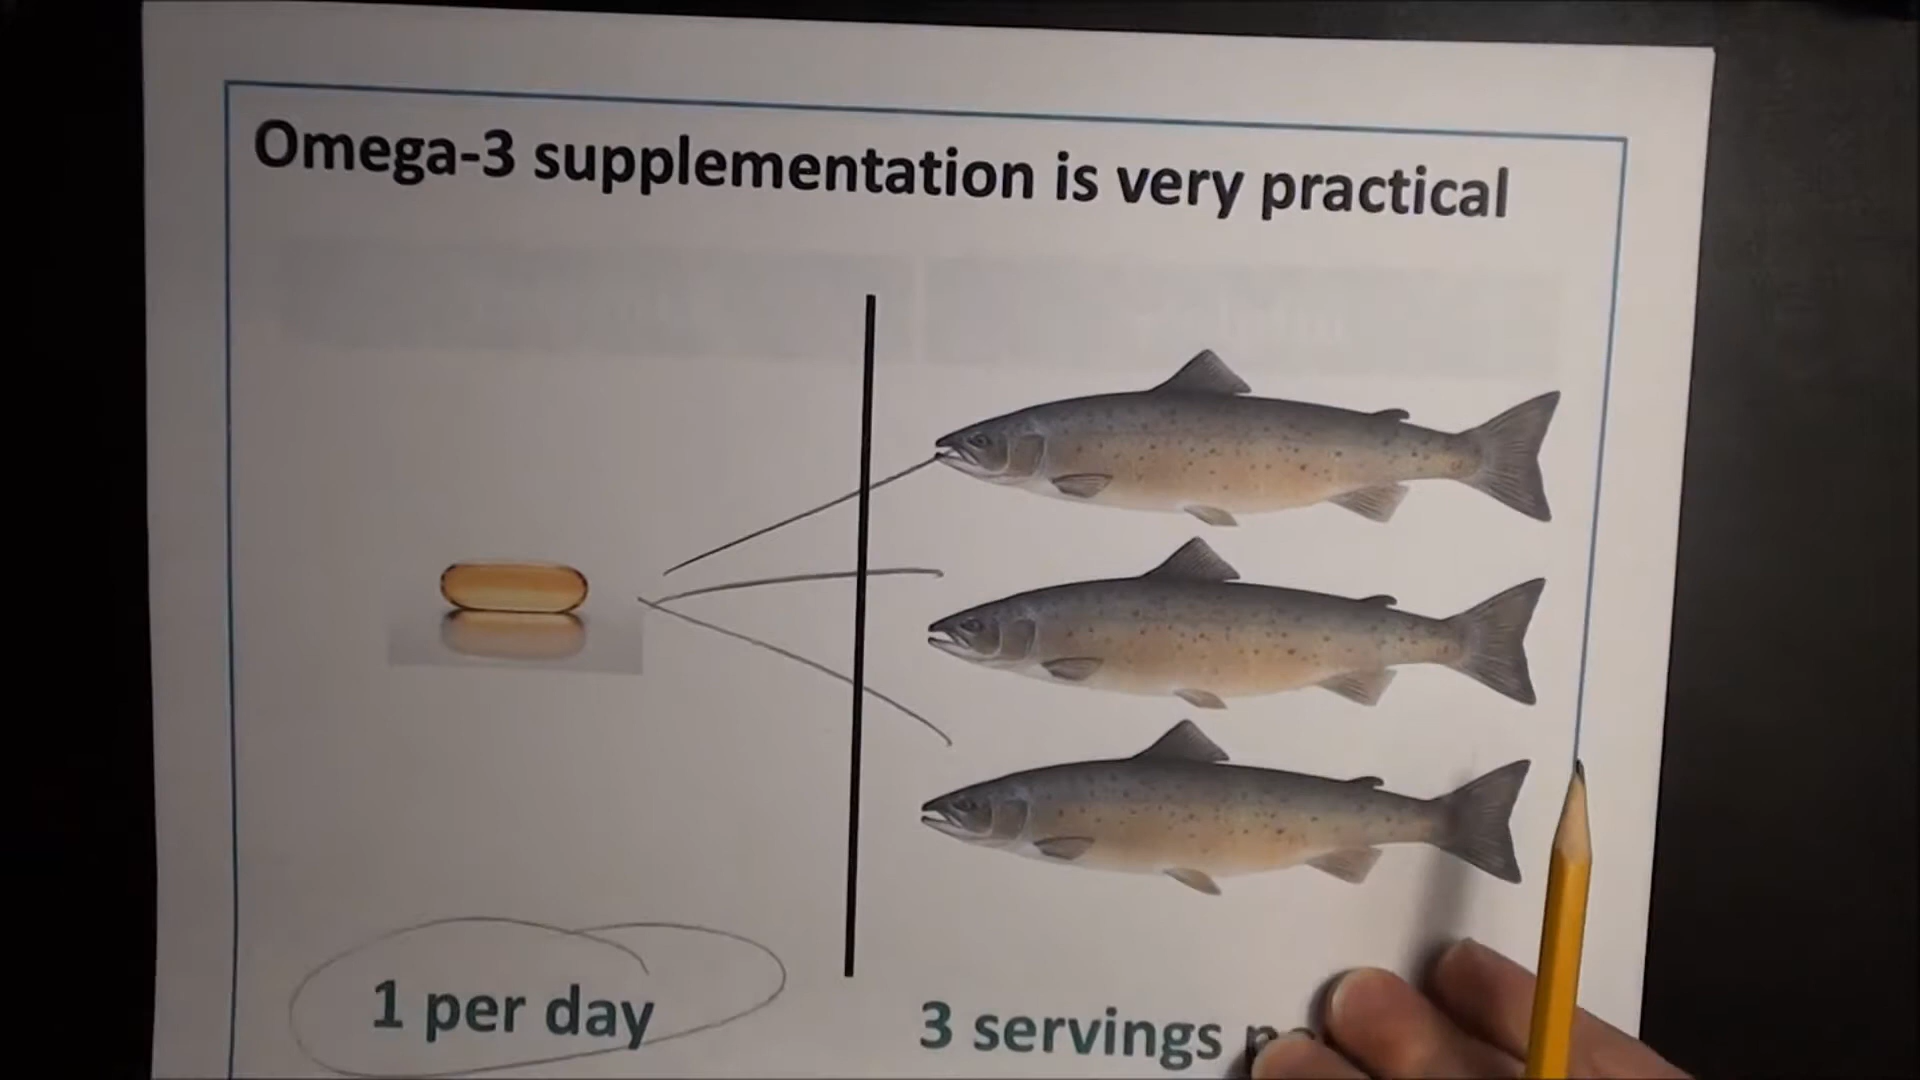 Omega-3 supplementation is very practical
1 per day
3 servings